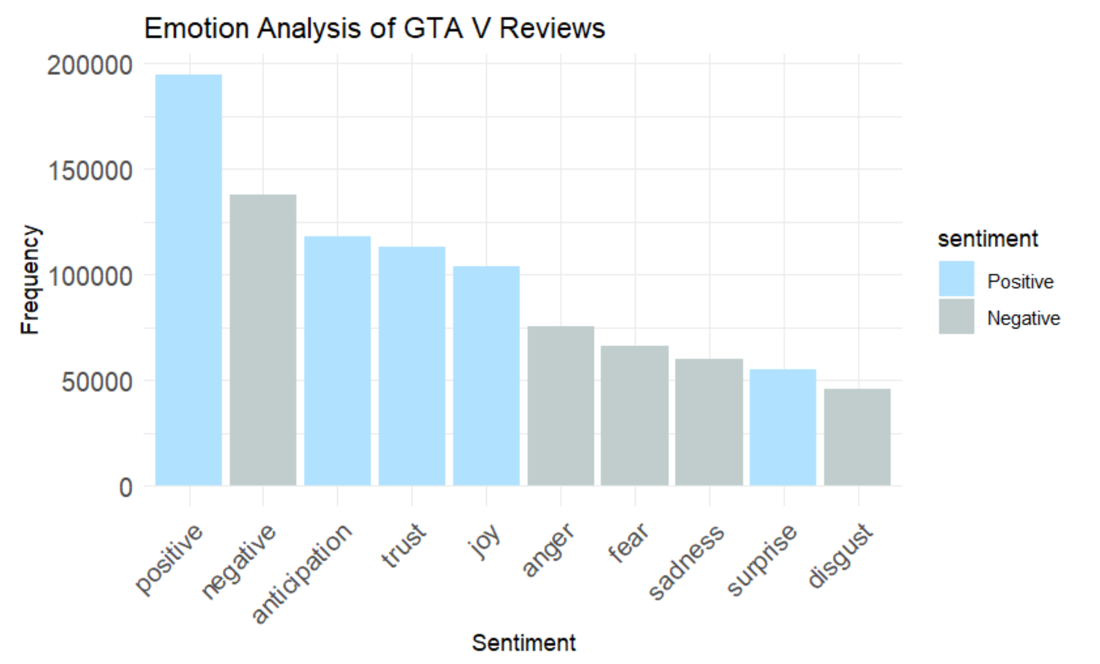 Emotion Analysis of GTA V Reviews
200000
150000
100000
50000
0
Frequency
positive
negative
anticipation
trust
joy
anger
fear
sadness
surprise
disgust
Sentiment
sentiment
Positive
Negative